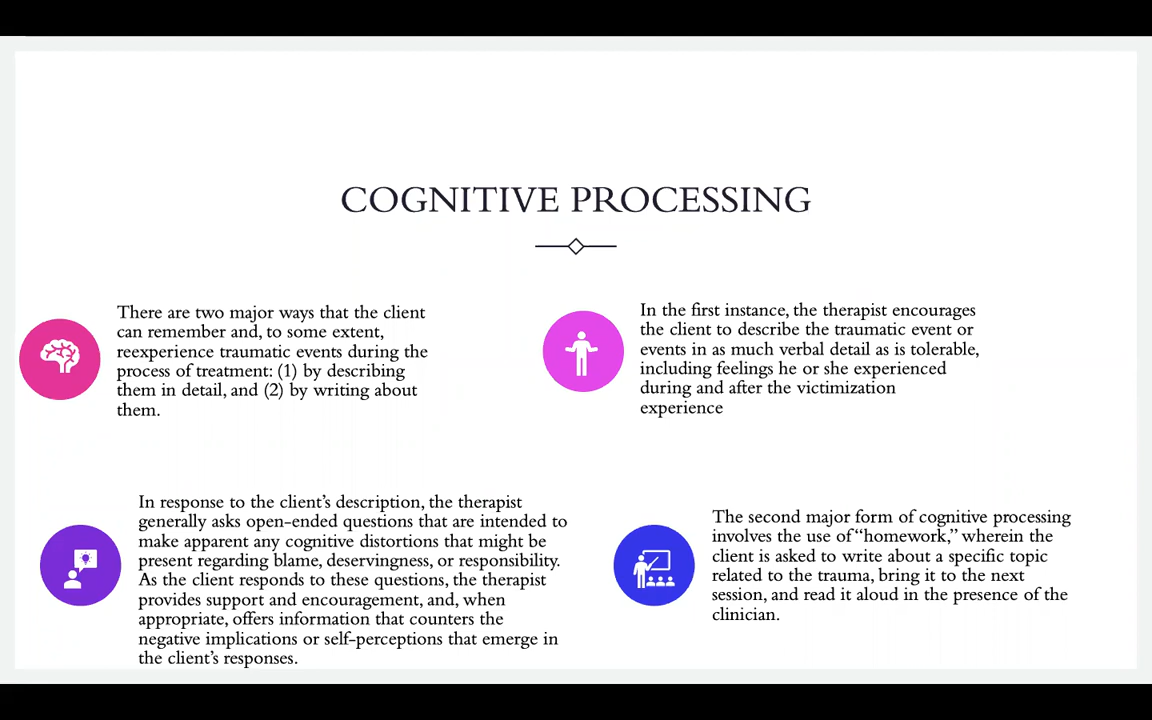 COGNITIVE PROCESSING
There are two major ways that the client
can remember and, to some extent,
reexperience traumatic events during the
process of treatment: (1) by describing
them in detail, and (2) by writing about
them.
In the first instance, the therapist encourages
the client to describe the traumatic event or
events in as much verbal detail as is tolerable,
including feelings he or she experienced
during and after the victimization
experience
In response to the client’s description, the therapist
generally asks open-ended questions that are intended to
make apparent any cognitive distortions that might be
present regarding blame, deservingness, or responsibility.
As the client responds to these questions, the therapist
provides support and encouragement, and, when
appropriate, offers information that counters the
negative implications or self-perceptions that emerge in
the client’s responses.
The second major form of cognitive processing
involves the use of “homework,” wherein the
client is asked to write about a specific topic
related to the trauma, bring it to the next
session, and read it aloud in the presence of the
clinician.